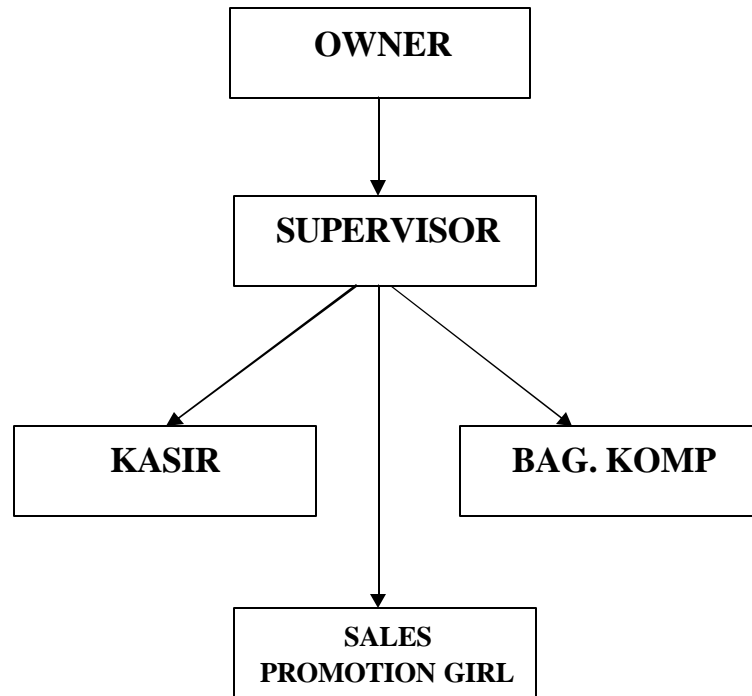 OWNER
SUPERVISOR
KASIR
BAG. KOMP
SALES
PROMOTION GIRL